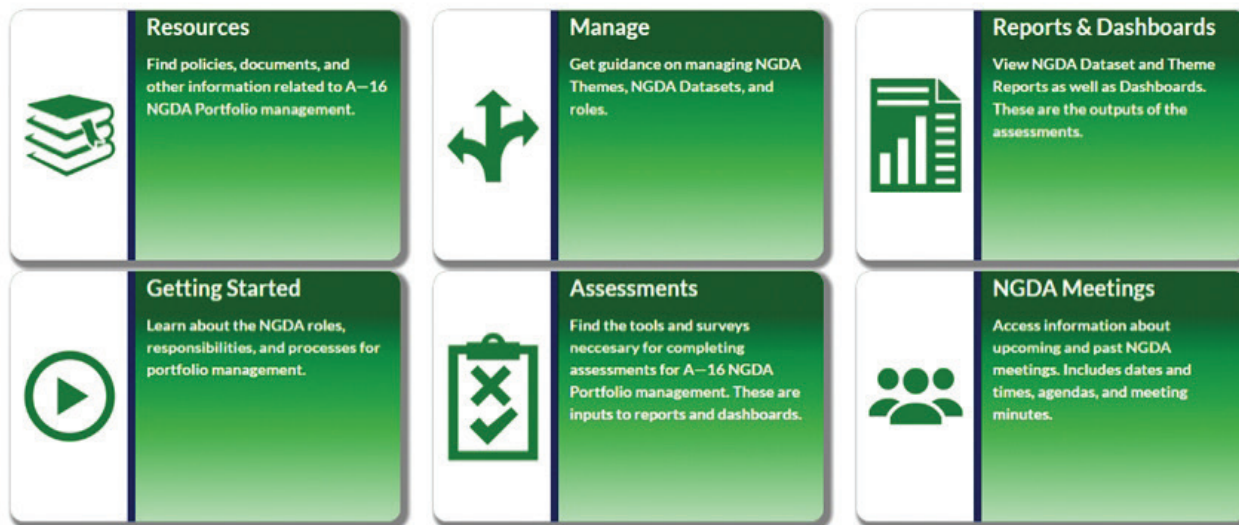 Resources
Find policies, documents, and
other information related to A—16
NGDA Portfolio management.
Manage
Get guidance on managing NGDA
Themes, NGDA Datasets, and
roles.
Reports & Dashboards
View NGDA Dataset and Theme
Reports as well as Dashboards.
These are the outputs of the
assessments.
Getting Started
Learn about the NGDA roles,
responsibilities, and processes for
portfolio management.
Assessments
Find the tools and surveys
neccesary for completing
assessments for A—16 NGDA
Portfolio management. These are
inputs to reports and dashboards.
NGDA Meetings
Access information about
upcoming and past NGDA
meetings. Includes dates and
times, agendas, and meeting
minutes.